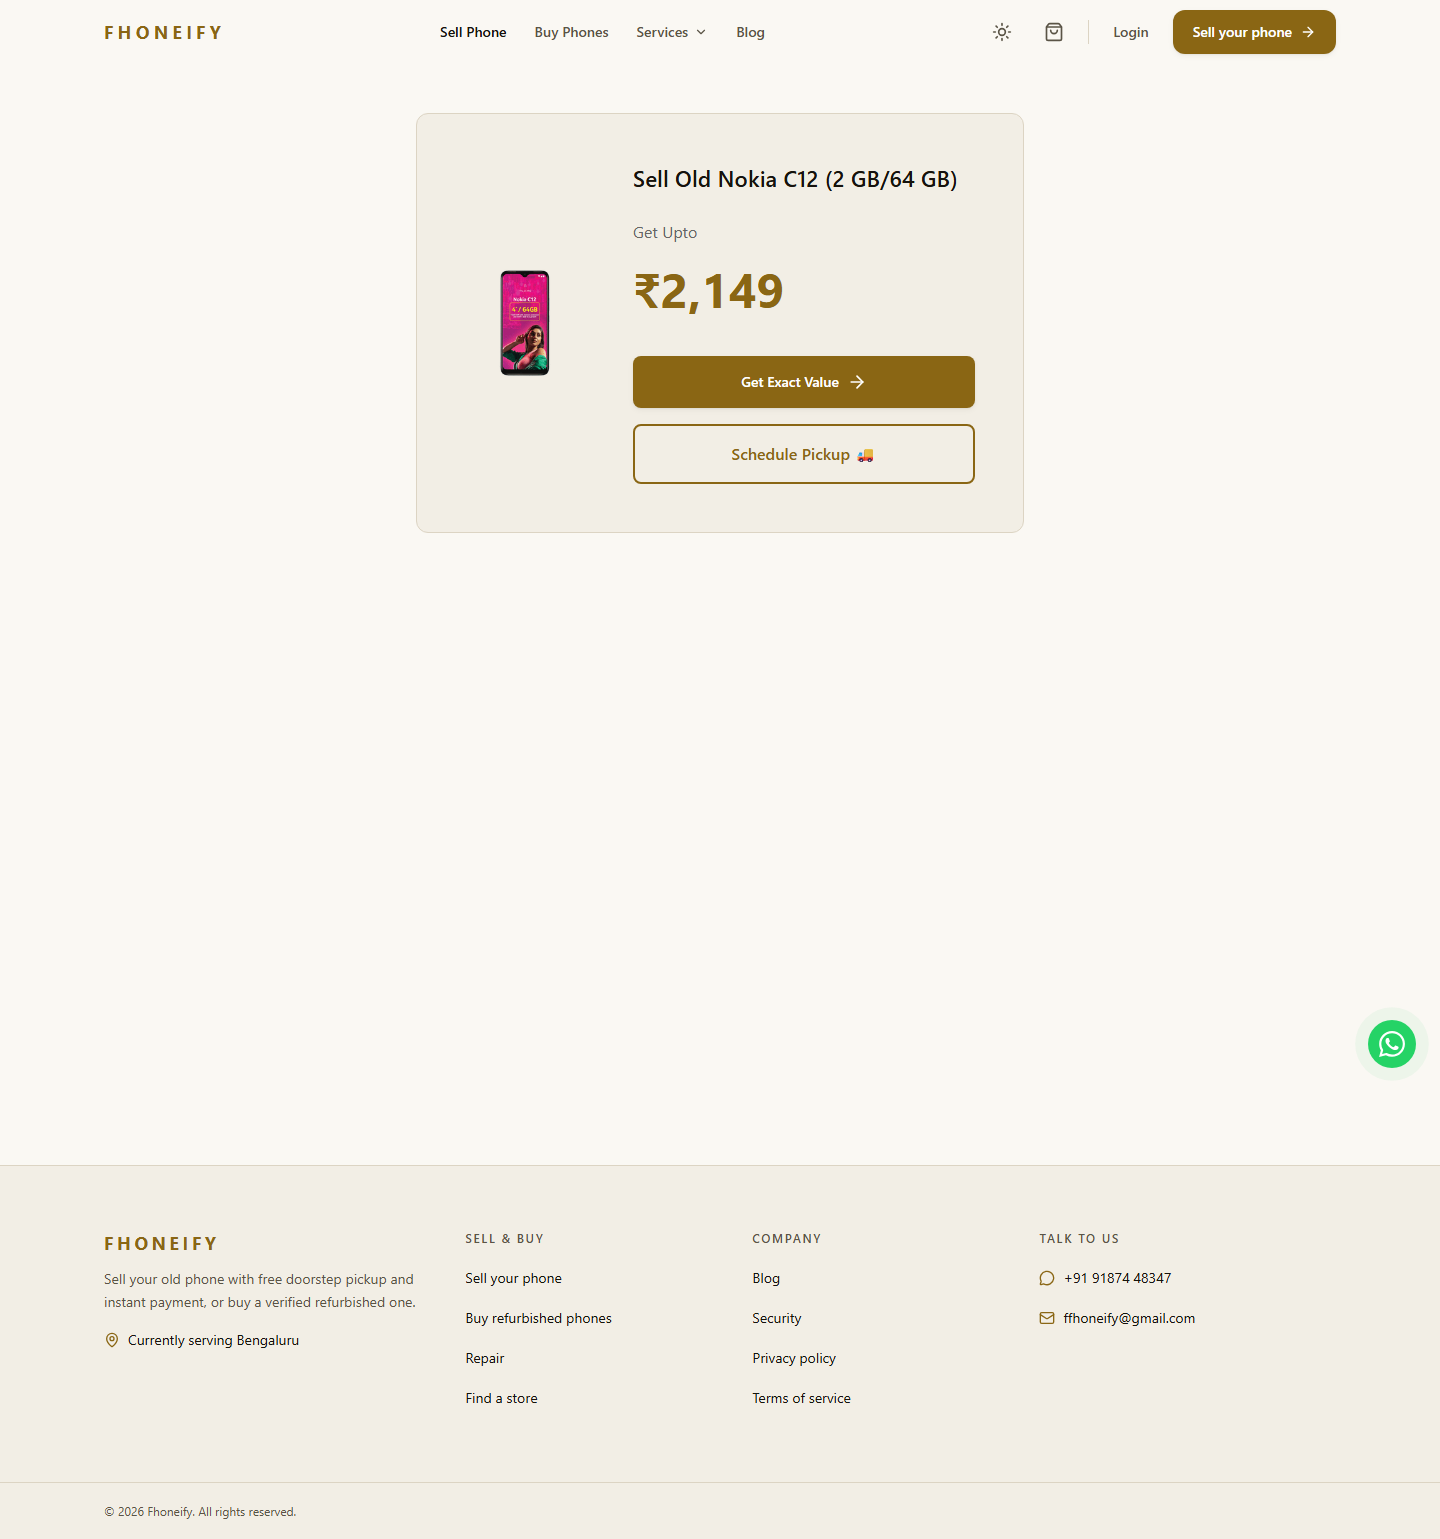 FHONEIFY
Sell Phone
Buy Phones
Services
Blog
Login
Sell your phone
Sell Old Nokia C12 (2 GB/64 GB)
Get Upto
₹2,149
Nokia C12
64GB
Get Exact Value
Schedule Pickup 🚚
FHONEIFY
Sell your old phone with free doorstep pickup and
instant payment, or buy a verified refurbished one.
Currently serving Bengaluru
SELL & BUY
Sell your phone
Buy refurbished phones
Repair
Find a store
COMPANY
Blog
Security
Privacy policy
Terms of service
TALK TO US
+91 91874 48347
ffhoneify@gmail.com
© 2026 Fhoneify. All rights reserved.